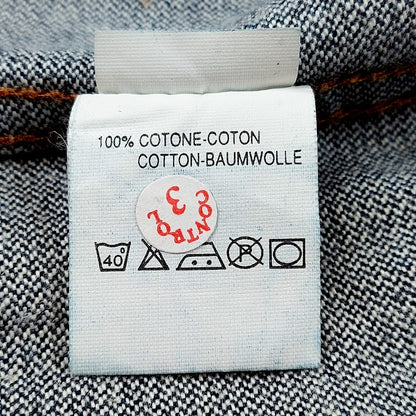 100% COTONE-COTON
COTTON-BAUMWOLLE
CONTROL
3
40°
P